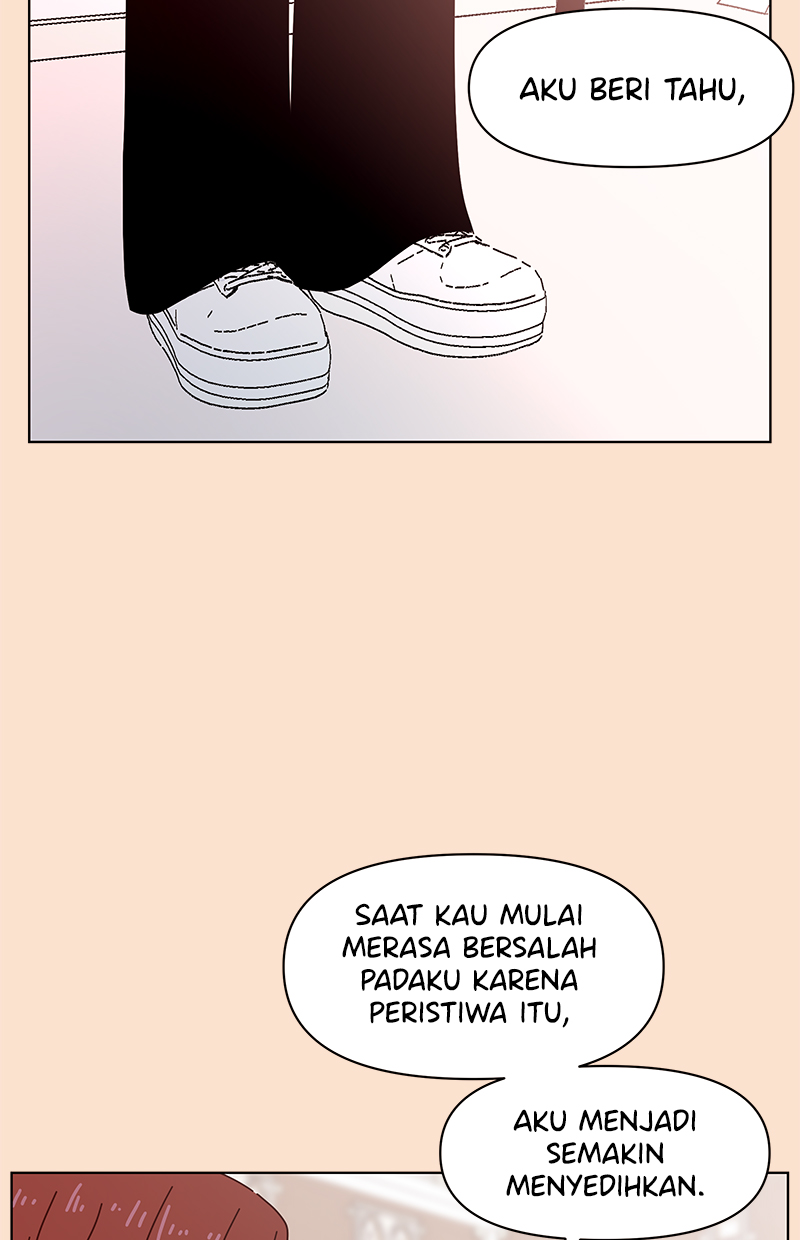 AKU BERI TAHU,
SAAT KAU MULAI
MERASA BERSALAH
PADAKU KARENA
PERISTIWA ITU,
AKU MENJADI
SEMAKIN
MENYEDIHKAN.